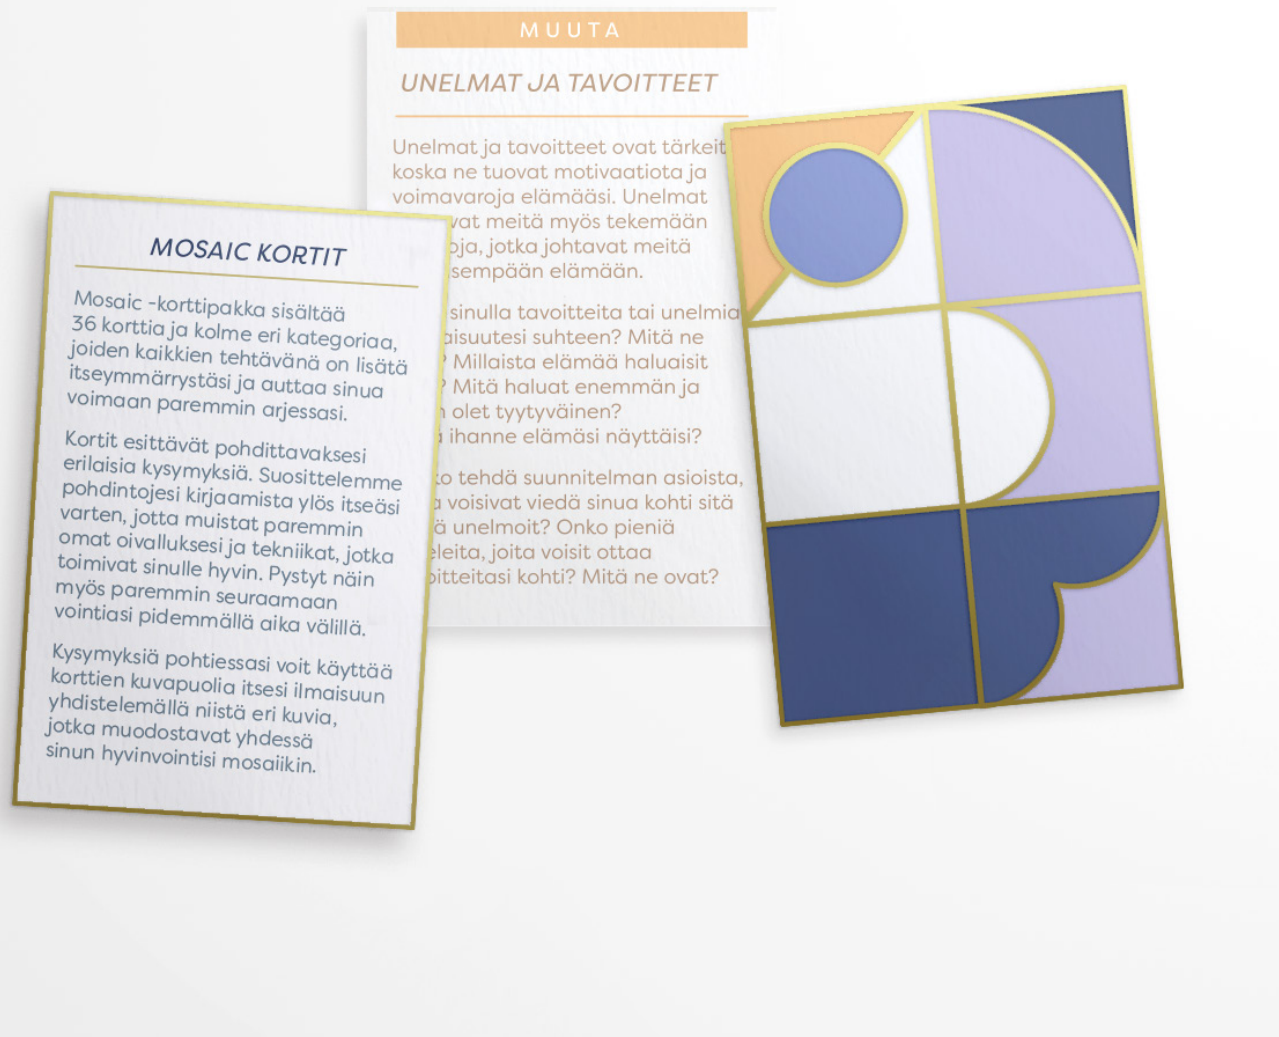 MUUTA
UNELMAT JA TAVOITTEET
Unelmat ja tavoitteet ovat
koska ne tuovat motivaatiota ja
voimavaroja elämääsi. Unelmat
meitä myös tekemään
jotka johtavat meitä
elämään.
sinulla tavoitteita tai unelmia
suhteen? Mitä ne
Millaista elämää haluaisit
Mitä haluat enemmän ja
olet tyytyväinen?
ihanne elämäsi näyttäisi?
tehdä suunnitelman asioista,
voisivat viedä sinua kohti sitä
unelmoit? Onko pieniä
joita voisit ottaa
kohti? Mitä ne ovat?
MOSAIC KORTIT
Mosaic -korttipakka sisältää
36 korttia ja kolme eri kategoriaa,
joiden kaikkien tehtävänä on lisätä
itseymmärrystäsi ja auttaa sinua
voimaan paremmin arjessasi.
Kortit esittävät pohdittavaksesi
erilaisia kysymyksiä. Suosittelemme
pohdintojesi kirjaamista ylös itseäsi
varten, jotta muistat paremmin
omat oivalluksesi ja tekniikat, jotka
toimivat sinulle hyvin. Pystyt näin
myös paremmin seuraamaan
vointiasi pidemmällä aika välillä.
Kysymyksiä pohtiessasi voit käyttää
korttien kuvapuolia itsesi ilmaisuun
yhdistelemällä niistä eri kuvia,
jotka muodostavat yhdessä
sinun hyvinvointisi mosaiikin.